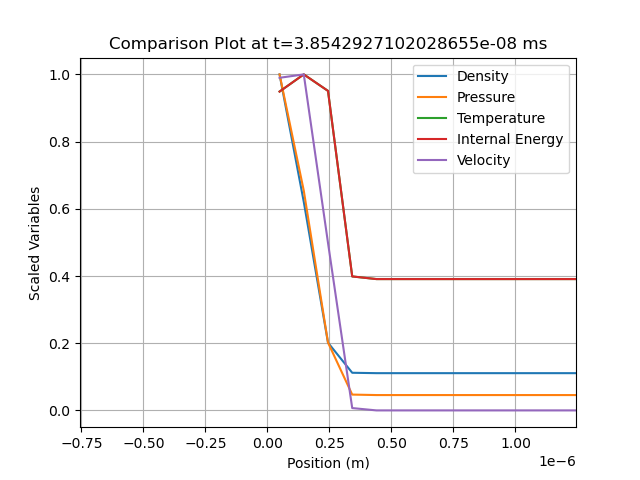 Comparison Plot at t=3.8542927102028655e-08 ms
Scaled Variables
1.0
0.8
0.6
0.4
0.2
0.0
Density
Pressure
Temperature
Internal Energy
Velocity
−0.75 −0.50 −0.25 0.00 0.25 0.50 0.75 1.00
Position (m)
1e−6